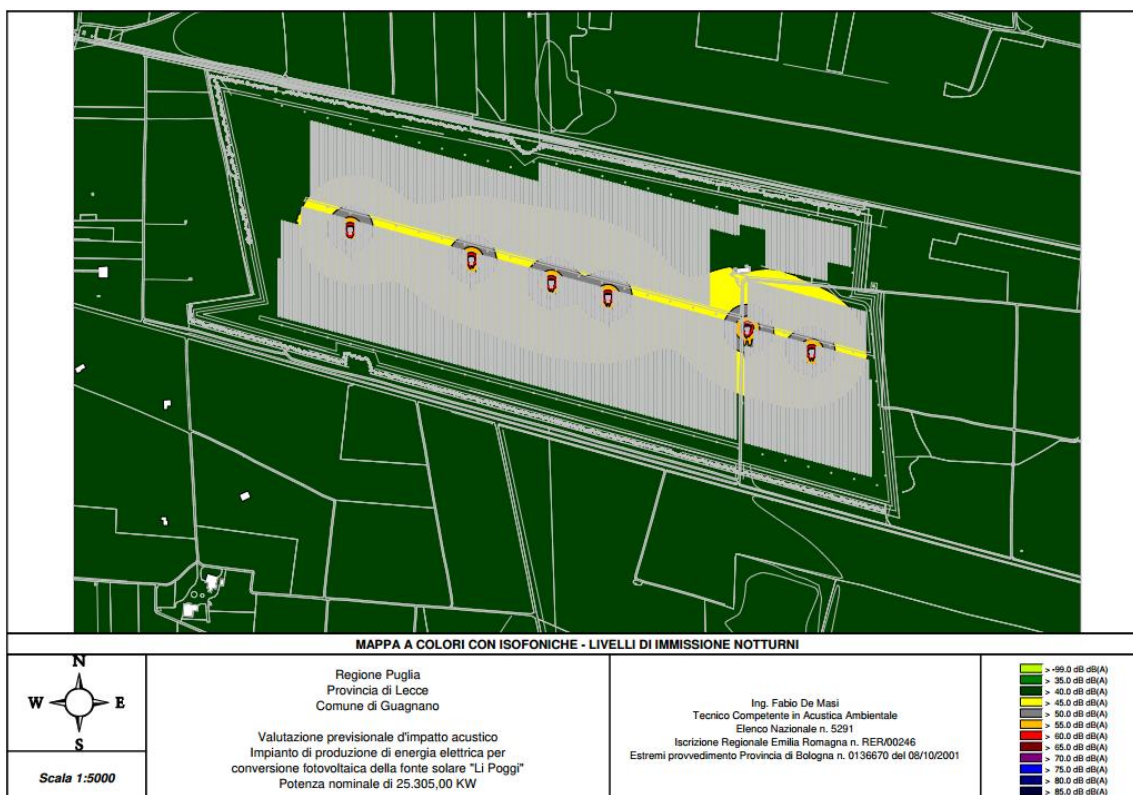 MAPPA A COLORI CON ISOFONICHE - LIVELLI DI IMMISSIONE NOTTURNI
N
W E
S
Scala 1:5000
Regione Puglia
Provincia di Lecce
Comune di Guagnano
Valutazione previsionale d'impatto acustico
Impianto di produzione di energia elettrica per
conversione fotovoltaica della fonte solare "Li Poggi"
Potenza nominale di 25.305,00 KW
Ing. Fabio De Masi
Tecnico Competente in Acustica Ambientale
Elenco Nazionale n. 5291
Iscrizione Regionale Emilia Romagna n. RER/00246
Estremi provvedimento Provincia di Bologna n. 0136670 del 08/10/2001
> -99.0 dB dB(A)
> 35.0 dB dB(A)
> 40.0 dB dB(A)
> 45.0 dB dB(A)
> 50.0 dB dB(A)
> 55.0 dB dB(A)
> 60.0 dB dB(A)
> 65.0 dB dB(A)
> 70.0 dB dB(A)
> 75.0 dB dB(A)
> 80.0 dB dB(A)
> 85.0 dB dB(A)